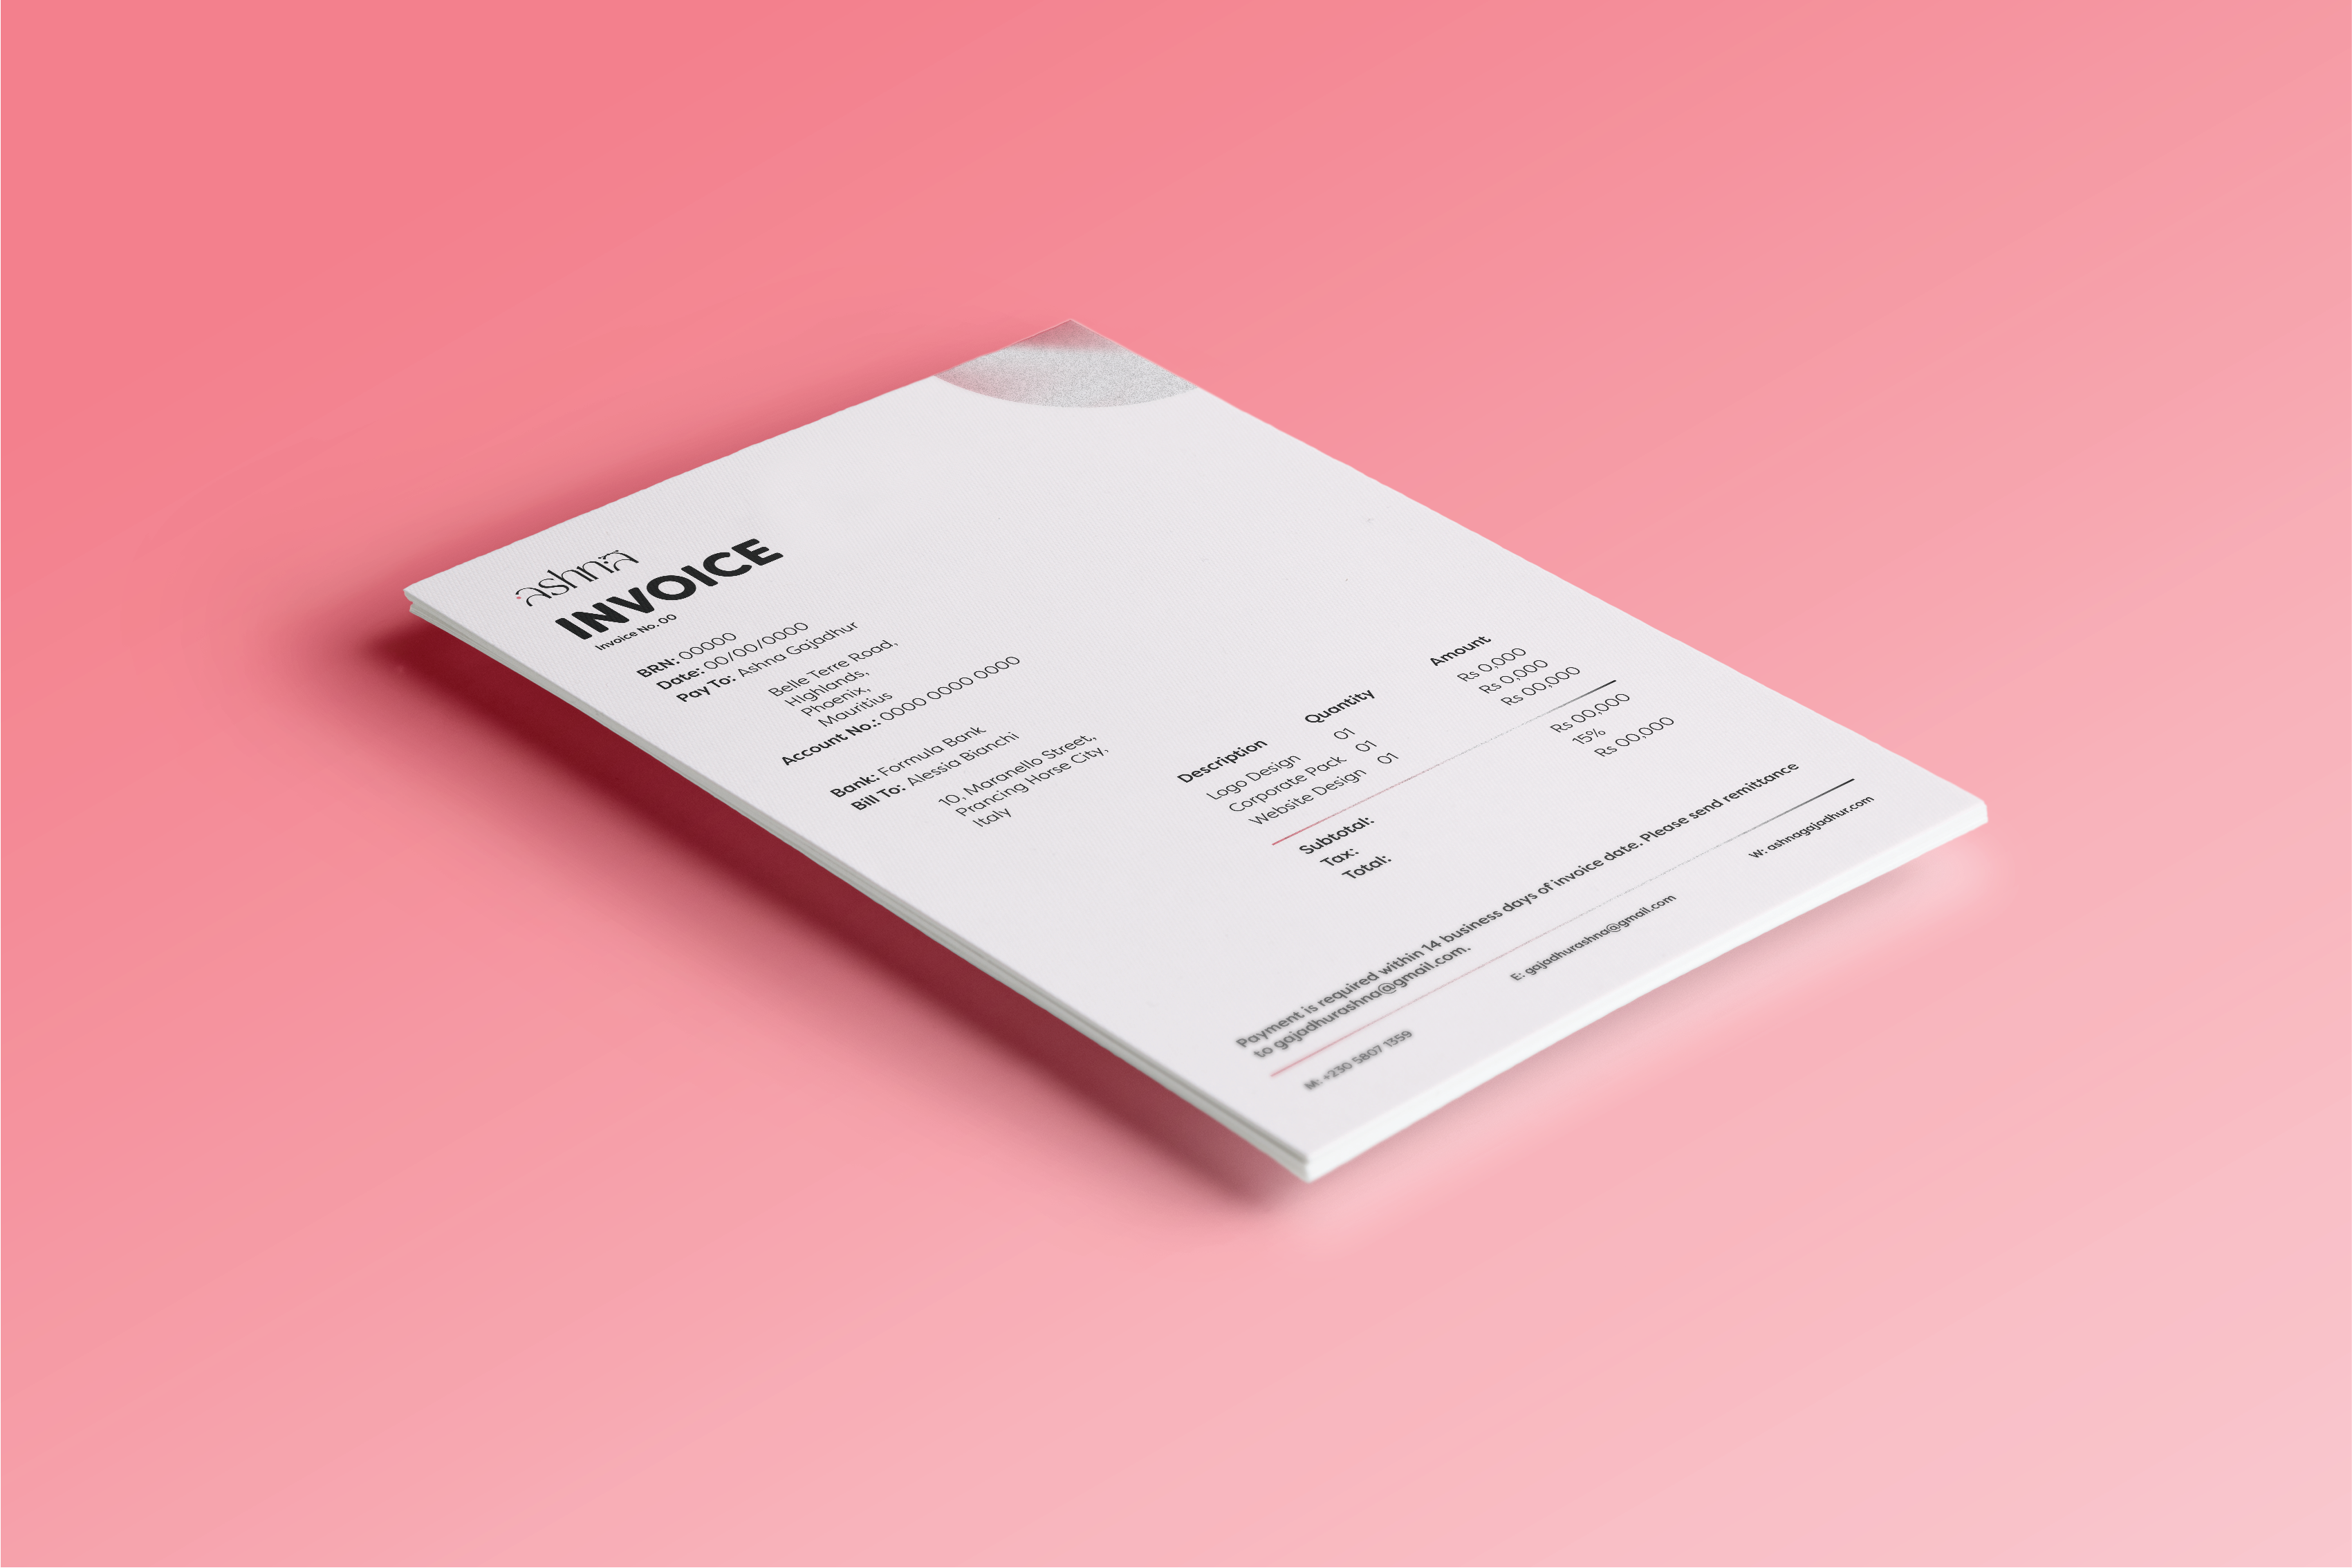 ashna
INVOICE
Invoice No. 00
BRN: 00000
Date: 00/00/0000
Pay To: Ashna Gajadhur
Belle Terre Road,
HIghlands,
Phoenix,
Mauritius
Account No.: 0000 0000 0000
Bank: Formula Bank
Bill To: Alessia Bianchi
10, Maranello Street,
Prancing Horse City,
Italy
Description Quantity Amount
Logo Design 01 Rs 0,000
Corporate Pack 01 Rs 0,000
Website Design 01 Rs 00,000
Subtotal: Rs 00,000
Tax: 15%
Total: Rs 00,000
Payment is required within 14 business days of invoice date. Please send remittance
to gajadhurashna@gmail.com.
M: +230 5807 1359 E: gajadhurashna@gmail.com W: ashnagajadhur.com